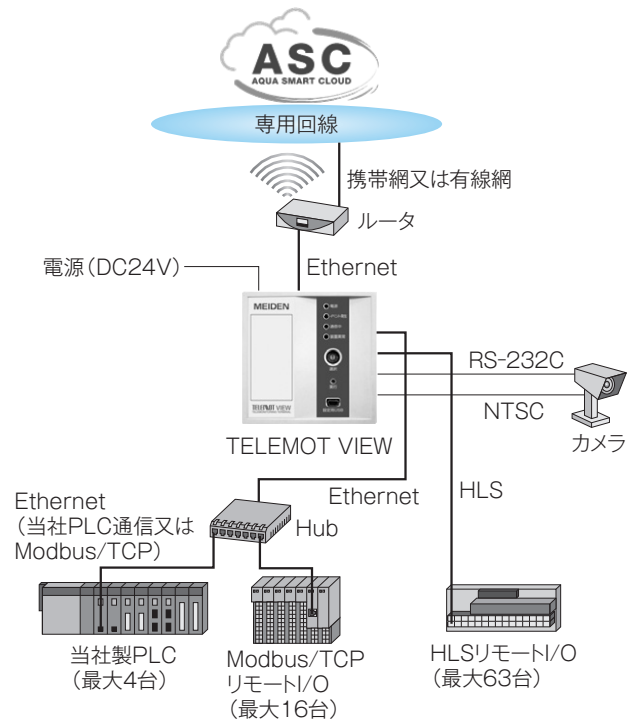 ASC
AQUA SMART CLOUD
専用回線
携帯網又は有線網
ルータ
電源(DC24V)
Ethernet
MEIDEN
電源
TELEMOT VIEW
RS-232C
NTSC
カメラ
TELEMOT VIEW
Ethernet
HLS
Ethernet
(当社PLC通信又は
Modbus/TCP)
Hub
当社製PLC
(最大4台)
Modbus/TCP
リモートI/O
(最大16台)
HLSリモートI/O
(最大63台)